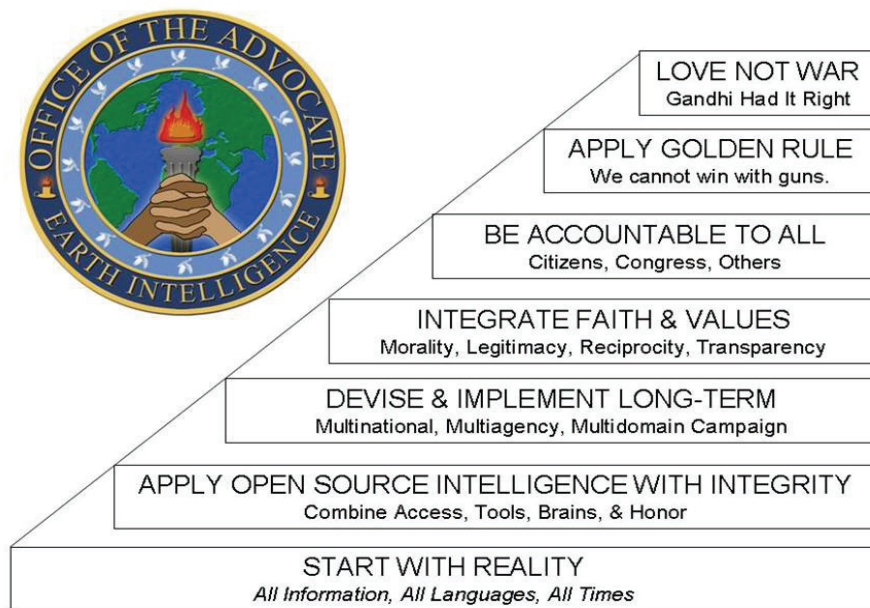 OFFICE OF THE ADVOCATE
EARTH INTELLIGENCE
LOVE NOT WAR
Gandhi Had It Right
APPLY GOLDEN RULE
We cannot win with guns.
BE ACCOUNTABLE TO ALL
Citizens, Congress, Others
INTEGRATE FAITH & VALUES
Morality, Legitimacy, Reciprocity, Transparency
DEVISE & IMPLEMENT LONG-TERM
Multinational, Multiagency, Multidomain Campaign
APPLY OPEN SOURCE INTELLIGENCE WITH INTEGRITY
Combine Access, Tools, Brains, & Honor
START WITH REALITY
All Information, All Languages, All Times